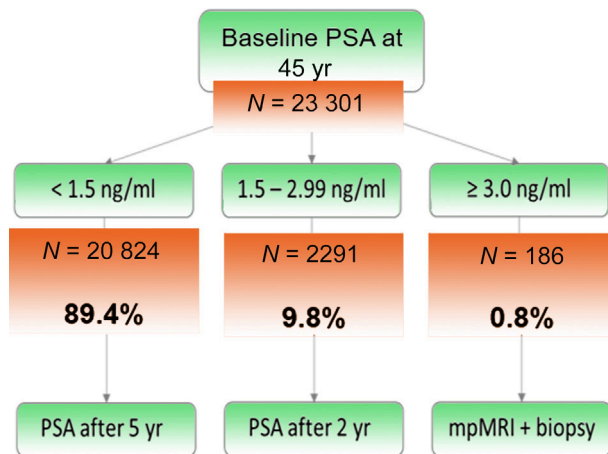 Baseline PSA at
45 yr
N = 23 301
< 1.5 ng/ml
1.5 – 2.99 ng/ml
≥ 3.0 ng/ml
N = 20 824
N = 2291
N = 186
89.4%
9.8%
0.8%
PSA after 5 yr
PSA after 2 yr
mpMRI + biopsy